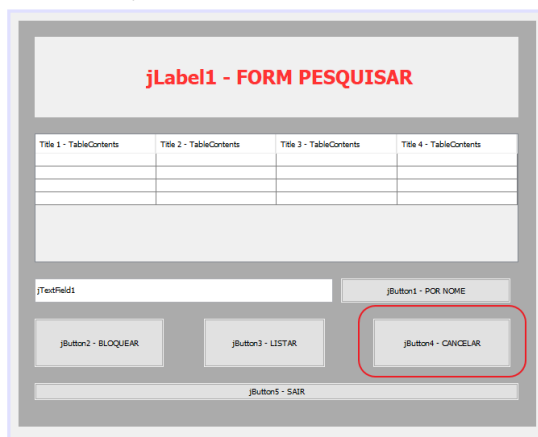 jLabel1 - FORM PESQUISAR
Title 1 - TableContents Title 2 - TableContents Title 3 - TableContents Title 4 - TableContents
jTextField1 jButton1 - POR NOME
jButton2 - BLOQUEAR jButton3 - LISTAR jButton4 - CANCELAR
jButton5 - SAIR